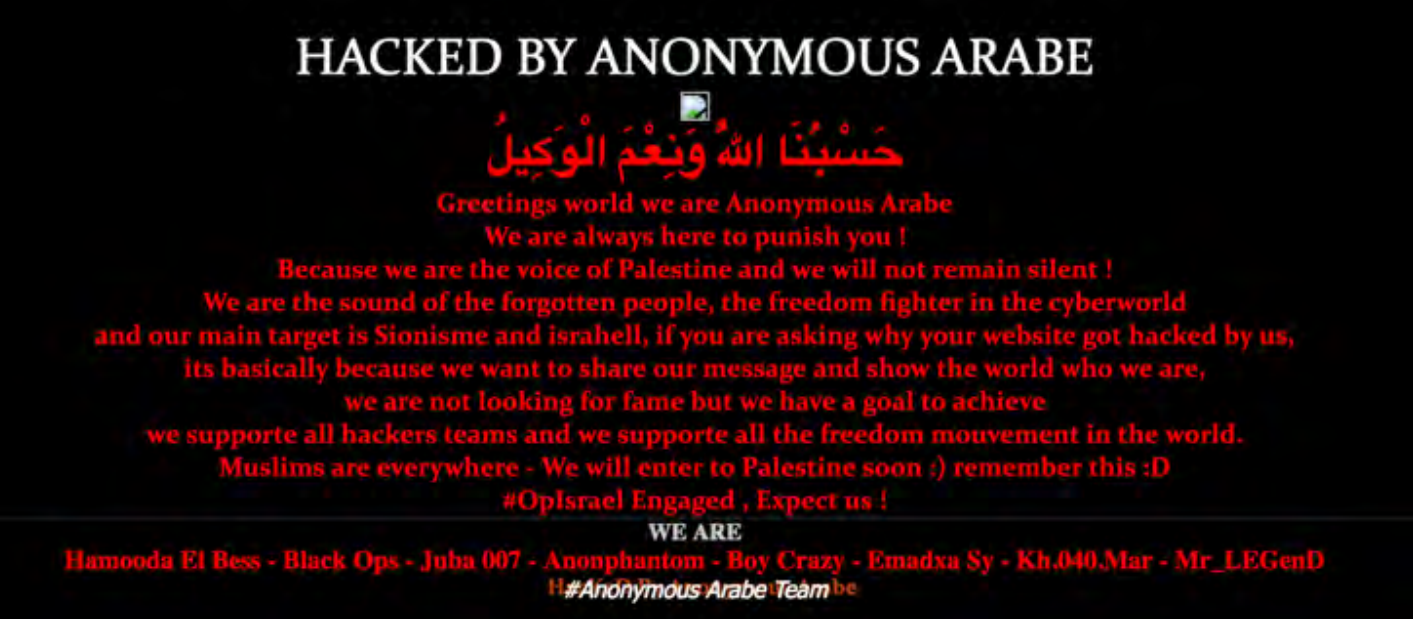 HACKED BY ANONYMOUS ARABE
حَسْبُنَا اللهُ وَنِعْمَ الْوَكِيلُ
Greetings world we are Anonymous Arabe
We are always here to punish you !
Because we are the voice of Palestine and we will not remain silent !
We are the sound of the forgotten people, the freedom fighter in the cyberworld
and our main target is Sionisme and israhell, if you are asking why your website got hacked by us,
its basically because we want to share our message and show the world who we are,
we are not looking for fame but we have a goal to achieve
we supporte all hackers teams and we supporte all the freedom mouvement in the world.
Muslims are everywhere - We will enter to Palestine soon :) remember this :D
#OpIsrael Engaged , Expect us !
WE ARE
Hamooda El Bess - Black Ops - Juba 007 - Anonphantom - Boy Crazy - Emadxa Sy - Kh.040.Mar - Mr_LEGenD
#Anonymous Arabe Team